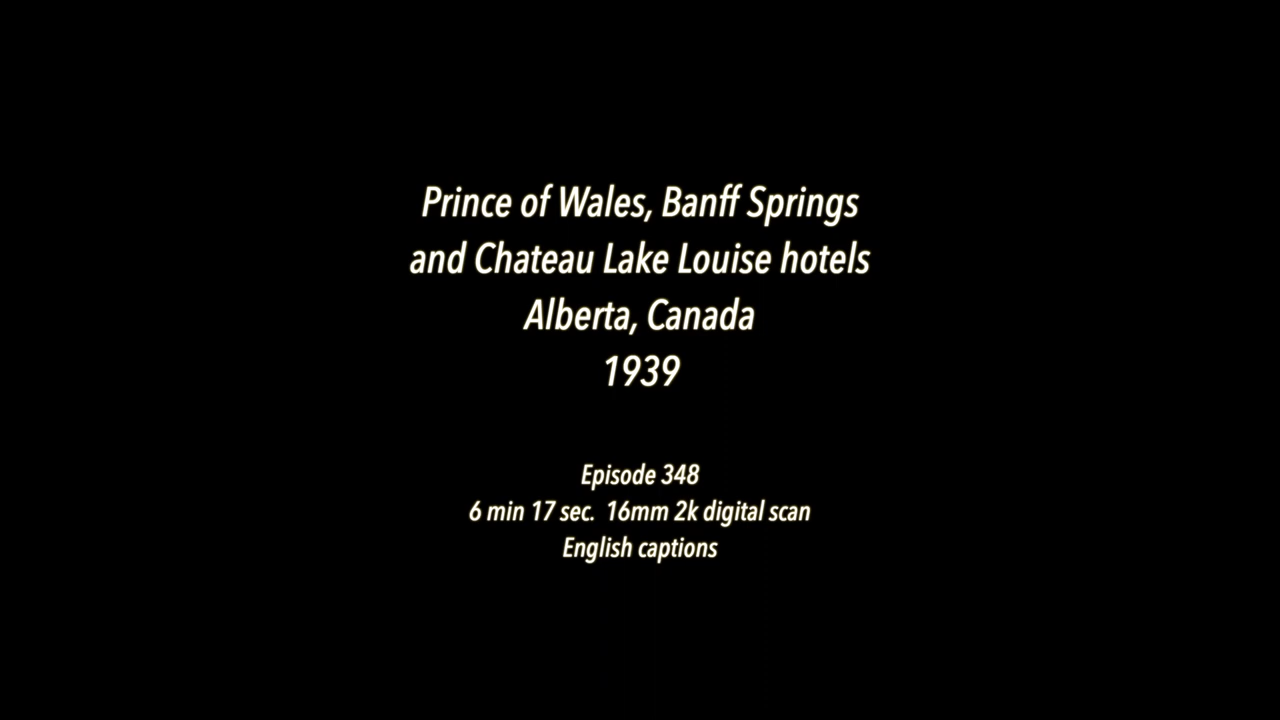 Prince of Wales, Banff Springs
and Chateau Lake Louise hotels
Alberta, Canada
1939
Episode 348
6 min 17 sec.  16mm 2k digital scan
English captions